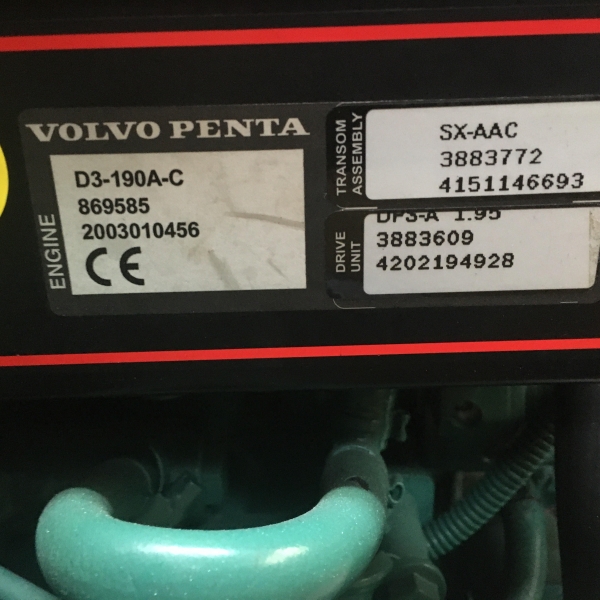 VOLVO PENTA
ENGINE
D3-190A-C
869585
2003010456
CE
TRANSOM
ASSEMBLY
SX-AAC
3883772
4151146693
DRIVE
UNIT
DPS-A 1.95
3883609
4202194928